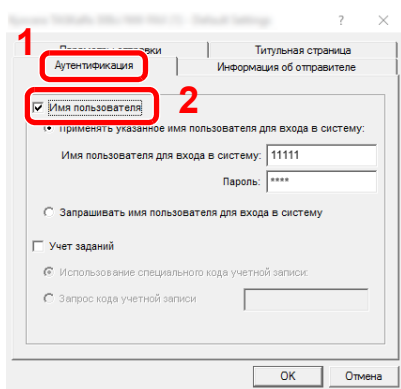 1
Параметры отправки
Титульная страница
Аутентификация
Информация об отправителе
Имя пользователя
2
Применять указанное имя пользователя для входа в систему:
Имя пользователя для входа в систему: 11111
Пароль: ****
Запрашивать имя пользователя для входа в систему
Учет заданий
Использование специального кода учетной записи:
Запрос кода учетной записи
OK
Отмена